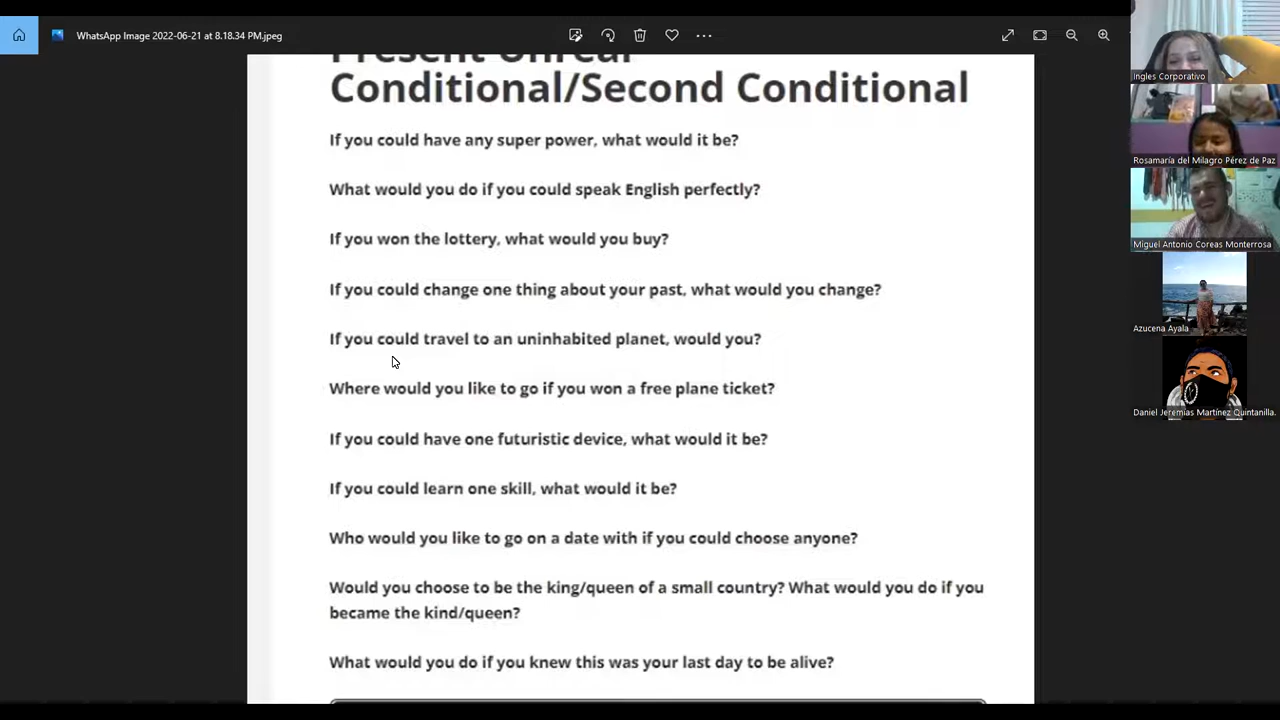 WhatsApp Image 2022-06-21 at 8.18.34 PM.jpeg
Present Unreal
Conditional/Second Conditional
If you could have any super power, what would it be?
What would you do if you could speak English perfectly?
If you won the lottery, what would you buy?
If you could change one thing about your past, what would you change?
If you could travel to an uninhabited planet, would you?
Where would you like to go if you won a free plane ticket?
If you could have one futuristic device, what would it be?
If you could learn one skill, what would it be?
Who would you like to go on a date with if you could choose anyone?
Would you choose to be the king/queen of a small country? What would you do if you
became the kind/queen?
What would you do if you knew this was your last day to be alive?
Ingles Corporativo
Rosamaría del Milagro Pérez de Paz
Miguel Antonio Coreas Monterrosa
Azucena Ayala
Daniel Jeremias Martínez Quintanilla.